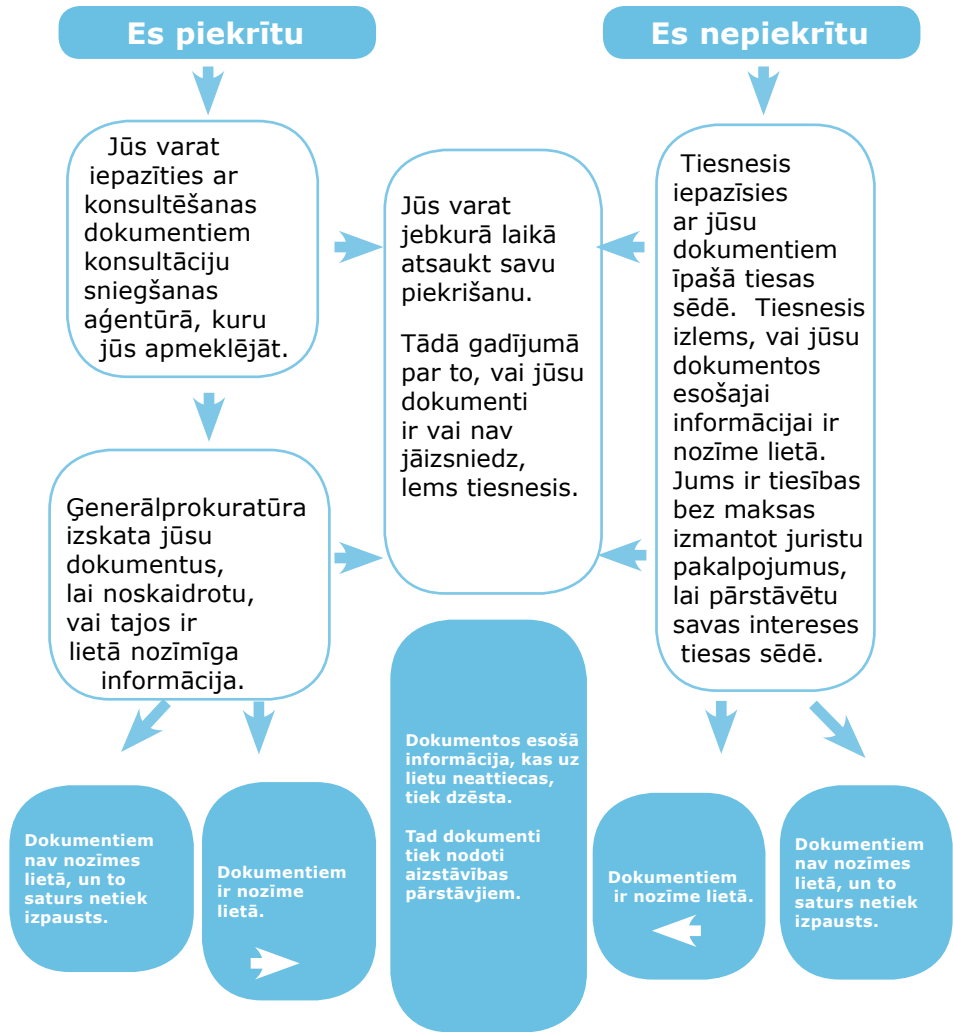 Es piekrītu
Es nepiekrītu
Jūs varat
iepazīties ar
konsultēšanas
dokumentiem
konsultāciju
sniegšanas
aģentūrā, kuru
jūs apmeklējāt.
Jūs varat
jebkurā laikā
atsaukt savu
piekrišanu.
Tādā gadījumā
par to, vai jūsu
dokumenti
ir vai nav
jāizsniedz,
lems tiesnesis.
Tiesnesis
iepazīsies
ar jūsu
dokumentiem
īpašā tiesas
sēdē. Tiesnesis
izlems, vai jūsu
dokumentos
esošajai
informācijai ir
nozīme lietā.
Jums ir tiesības
bez maksas
izmantot juristu
pakalpojumus,
lai pārstāvētu
savas intereses
tiesas sēdē.
Ģenerālprokuratūra
izskata jūsu
dokumentus,
lai noskaidrotu,
vai tajos ir
lietā nozīmīga
informācija.
Dokumentiem
nav nozīmes
lietā, un to
saturs netiek
izpausts.
Dokumentiem
ir nozīme
lietā.
Dokumentos esošā
informācija, kas uz
lietu neattiecas,
tiek dzēsta.
Tad dokumenti
tiek nodoti
aizstāvības
pārstāvjiem.
Dokumentiem
ir nozīme lietā.
Dokumentiem
nav nozīmes
lietā, un to
saturs netiek
izpausts.